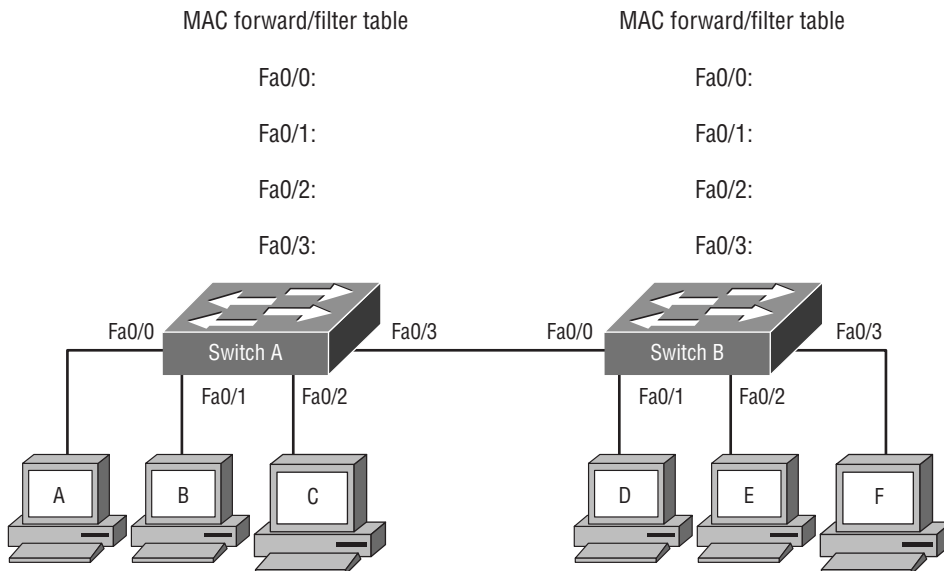 MAC forward/filter table
Fa0/0:
Fa0/1:
Fa0/2:
Fa0/3:
MAC forward/filter table
Fa0/0:
Fa0/1:
Fa0/2:
Fa0/3:
Fa0/0
Switch A
Fa0/3
Fa0/1
Fa0/2
Fa0/0
Switch B
Fa0/3
Fa0/1
Fa0/2
A
B
C
D
E
F